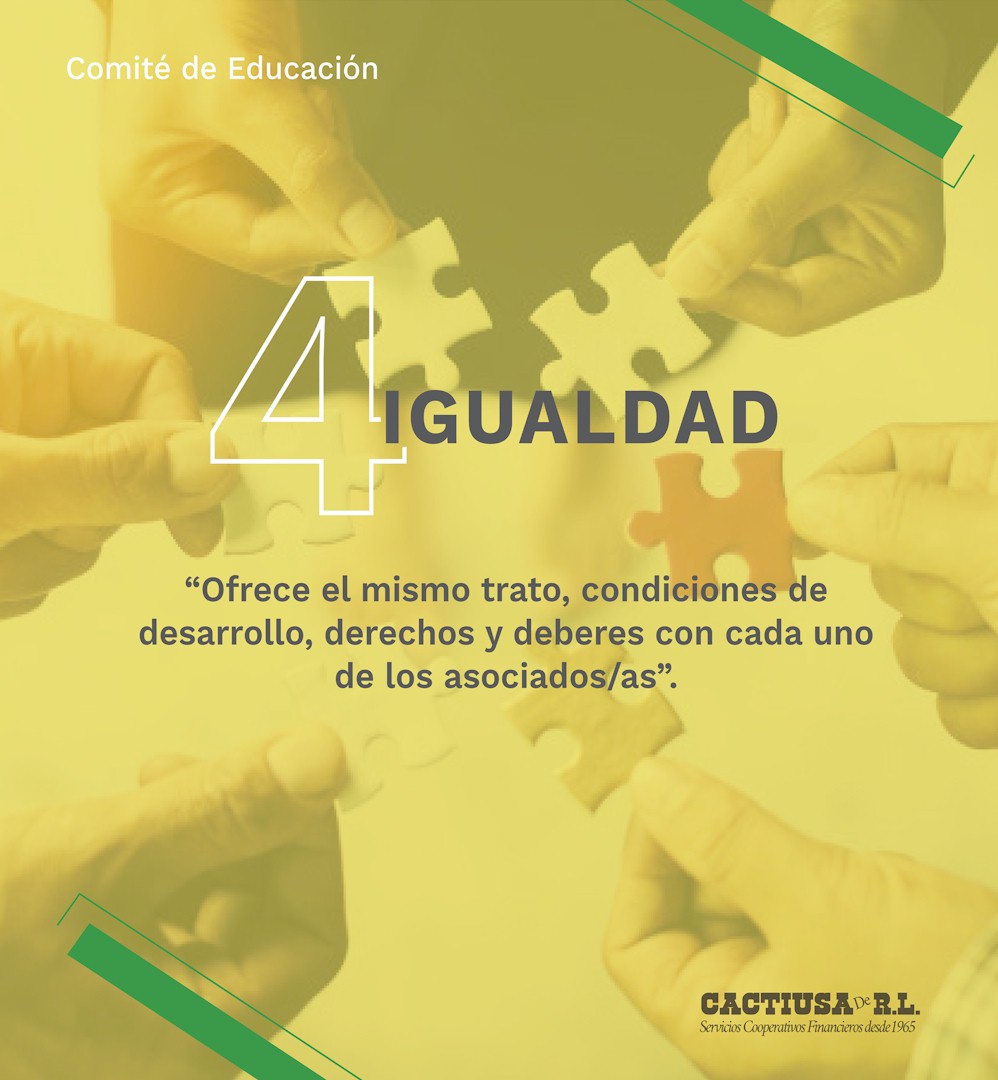 Comité de Educación
4 IGUALDAD
“Ofrece el mismo trato, condiciones de
desarrollo, derechos y deberes con cada uno
de los asociados/as”.
CACTIUSA De R.L.
Servicios Cooperativos Financieros desde 1965